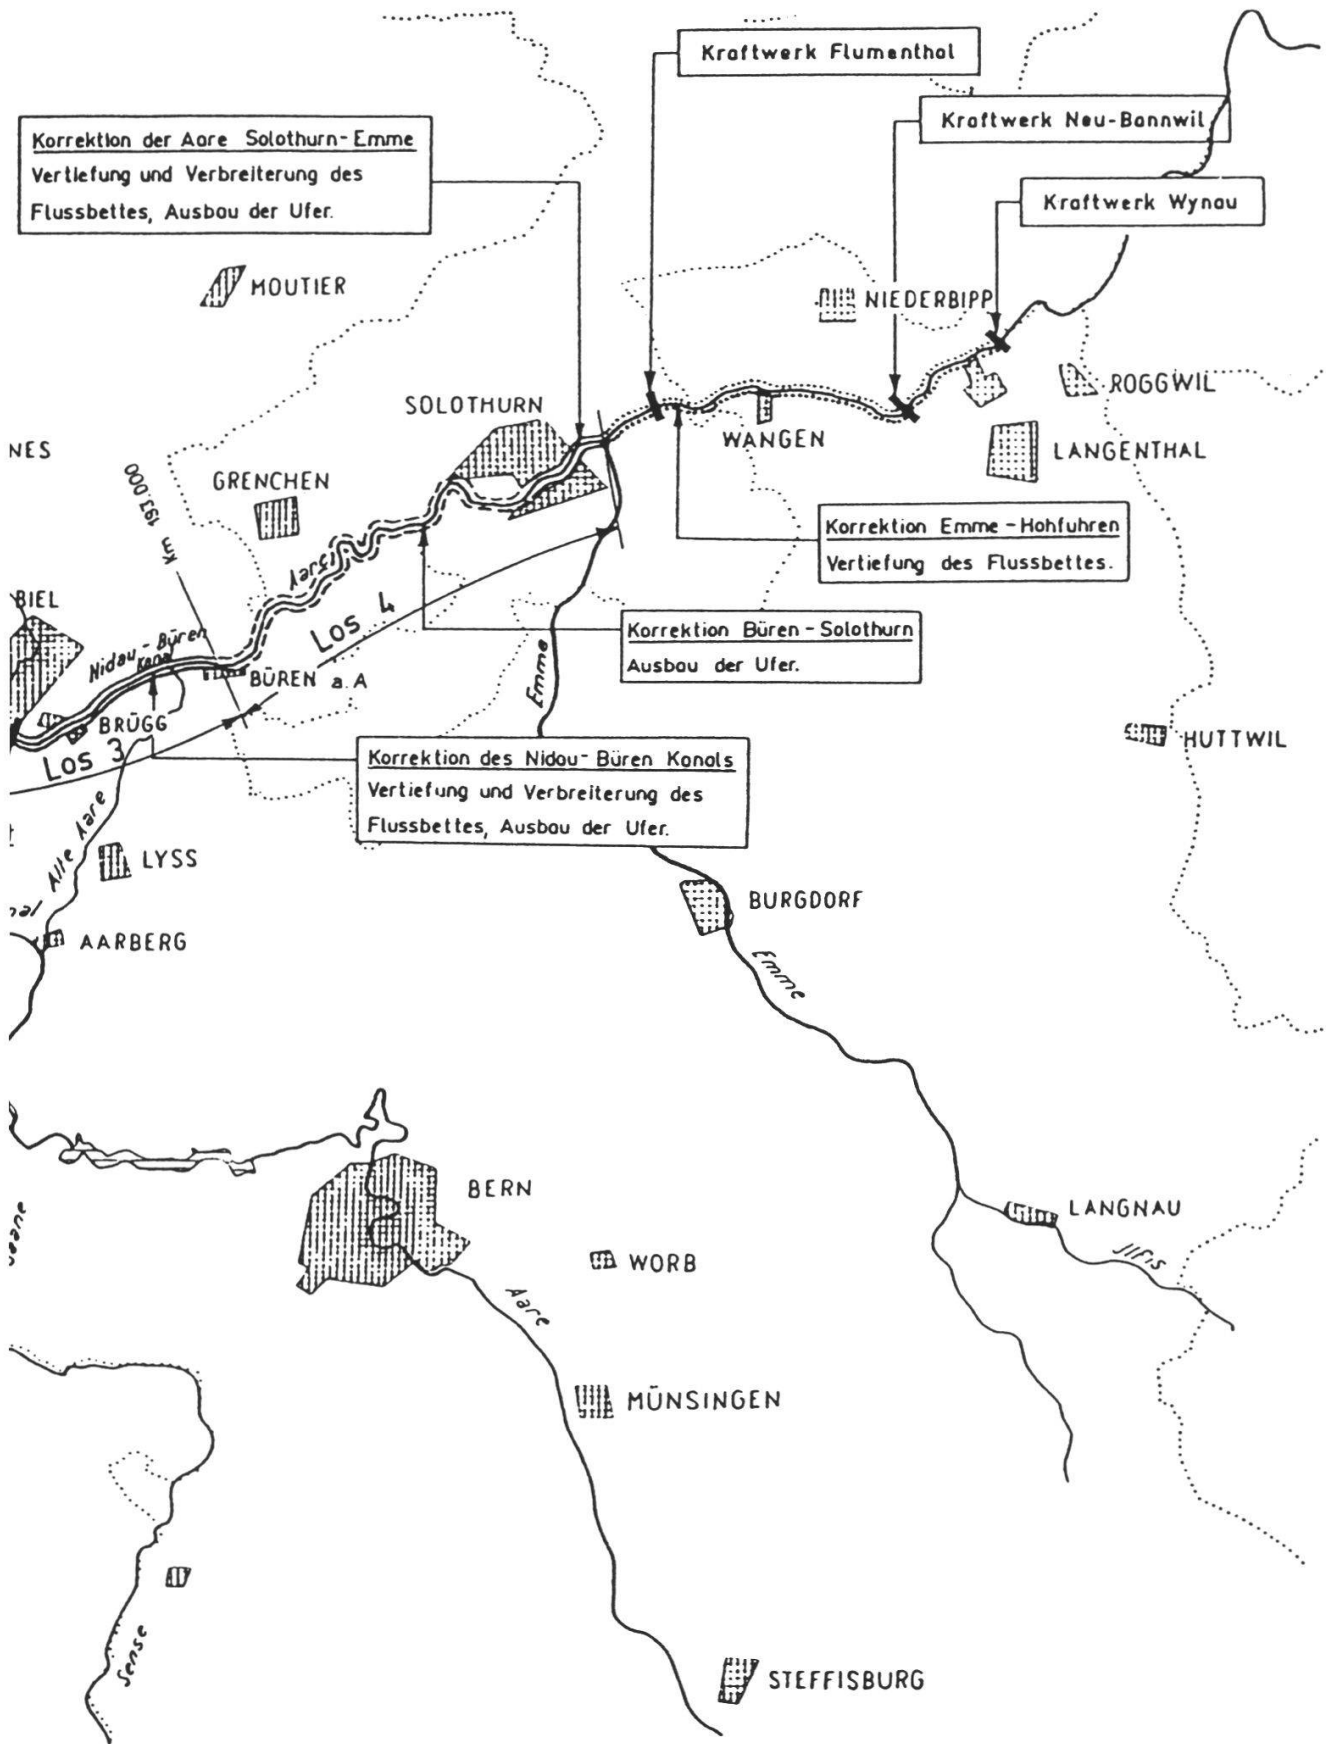 Kraftwerk Flumenthal
Kraftwerk Neu-Bannwil
Kraftwerk Wynau
Korrektion der Aare Solothurn-Emme
Vertiefung und Verbreiterung des
Flussbettes, Ausbau der Ufer.
MOUTIER
NIEDERBIPP
ROGGWIL
SOLOTHURN
WANGEN
LANGENTHAL
NES
GRENCHEN
Km 193.000
Korrektion Emme-Hohfuhren
Vertiefung des Flussbettes.
BIEL
Los 4
Nidau-Büren
Kanal
Korrektion Büren-Solothurn
Ausbau der Ufer.
Emme
BÜREN a.A
BRÜGG
Los 3
HUTTWIL
Korrektion des Nidau-Büren Kanals
Vertiefung und Verbreiterung des
Flussbettes, Ausbau der Ufer.
Alte Aare
LYSS
BURGDORF
AARBERG
Emme
BERN
LANGNAU
WORB
Jlfis
Aare
MÜNSINGEN
Sense
STEFFISBURG